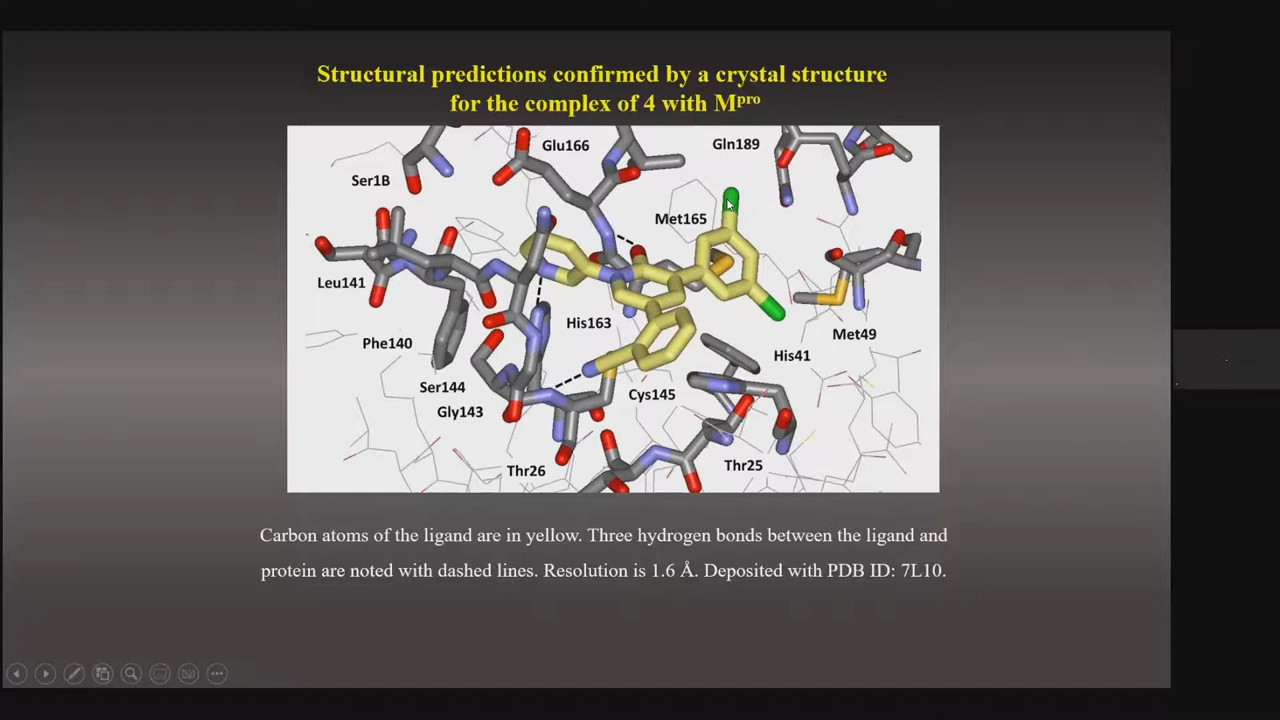 Structural predictions confirmed by a crystal structure
for the complex of 4 with Mᵖʳᵒ
Glu166
Gln189
Ser1B
Met165
Leu141
His163
Met49
Phe140
His41
Ser144
Cys145
Gly143
Thr26
Thr25
Carbon atoms of the ligand are in yellow. Three hydrogen bonds between the ligand and
protein are noted with dashed lines. Resolution is 1.6 Å. Deposited with PDB ID: 7L10.